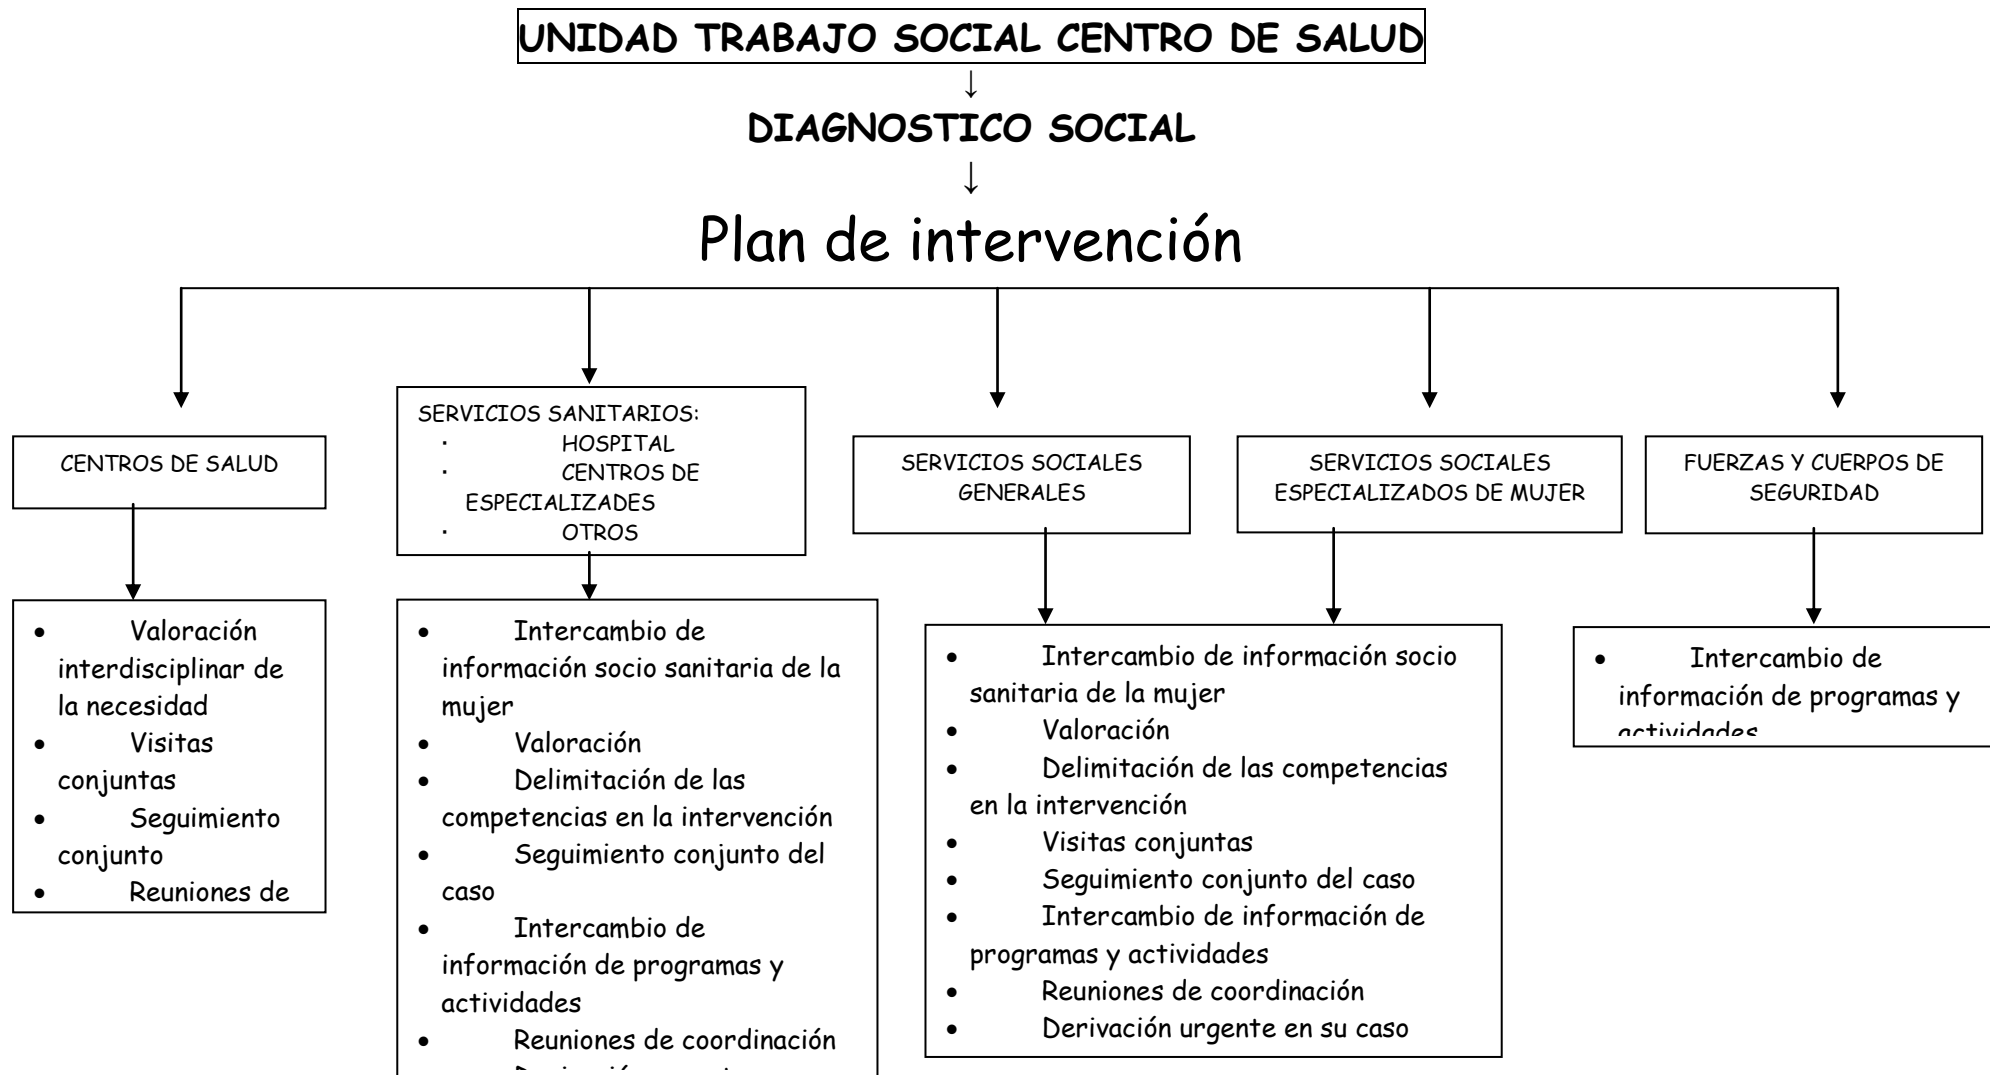 UNIDAD TRABAJO SOCIAL CENTRO DE SALUD
↓
DIAGNOSTICO SOCIAL
↓
Plan de intervención
CENTROS DE SALUD
SERVICIOS SANITARIOS:
· HOSPITAL
· CENTROS DE
ESPECIALIZADES
· OTROS
SERVICIOS SOCIALES
GENERALES
SERVICIOS SOCIALES
ESPECIALIZADOS DE MUJER
FUERZAS Y CUERPOS DE
SEGURIDAD
• Valoración
interdisciplinar de
la necesidad
• Visitas
conjuntas
• Seguimiento
conjunto
• Reuniones de
• Intercambio de
información socio sanitaria de la
mujer
• Valoración
• Delimitación de las
competencias en la intervención
• Seguimiento conjunto del
caso
• Intercambio de
información de programas y
actividades
• Reuniones de coordinación
• Intercambio de información socio
sanitaria de la mujer
• Valoración
• Delimitación de las competencias
en la intervención
• Visitas conjuntas
• Seguimiento conjunto del caso
• Intercambio de información de
programas y actividades
• Reuniones de coordinación
• Derivación urgente en su caso
• Intercambio de
información de programas y
actividades